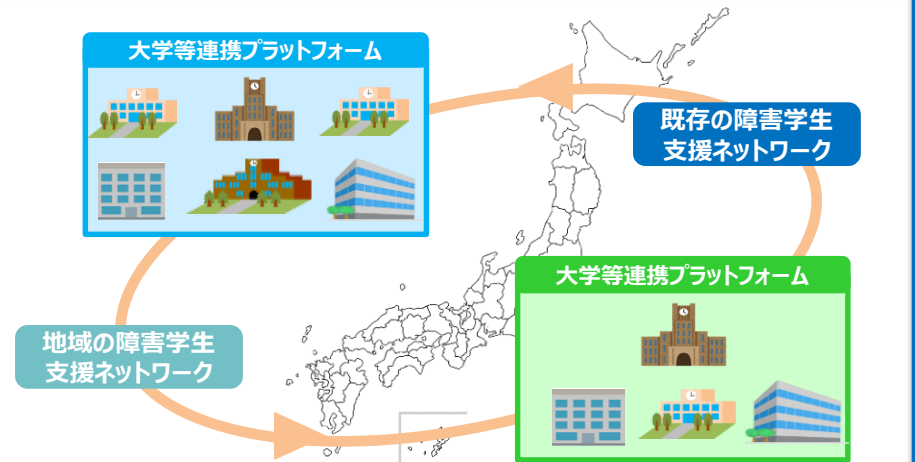 大学等連携プラットフォーム
既存の障害学生
支援ネットワーク
大学等連携プラットフォーム
地域の障害学生
支援ネットワーク